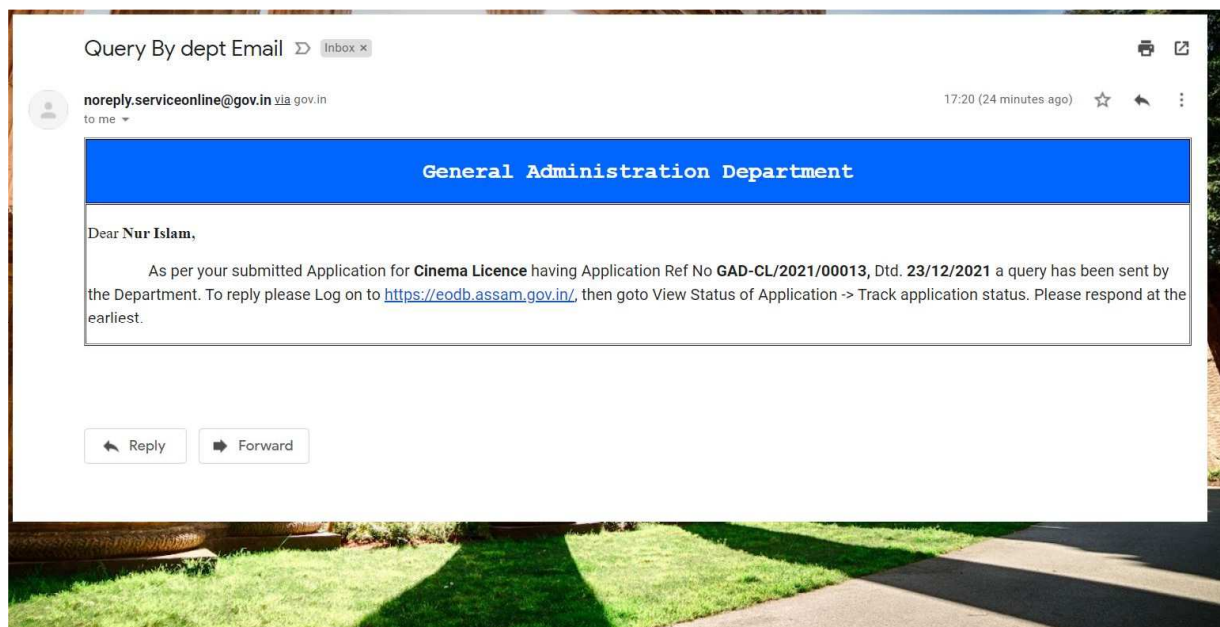 Query By dept Email Inbox ×
noreply.serviceonline@gov.in via gov.in 17:20 (24 minutes ago)
to me
General Administration Department
Dear Nur Islam,
As per your submitted Application for Cinema Licence having Application Ref No GAD-CL/2021/00013, Dtd. 23/12/2021 a query has been sent by
the Department. To reply please Log on to https://eodb.assam.gov.in/, then goto View Status of Application -> Track application status. Please respond at the
earliest.
Reply Forward